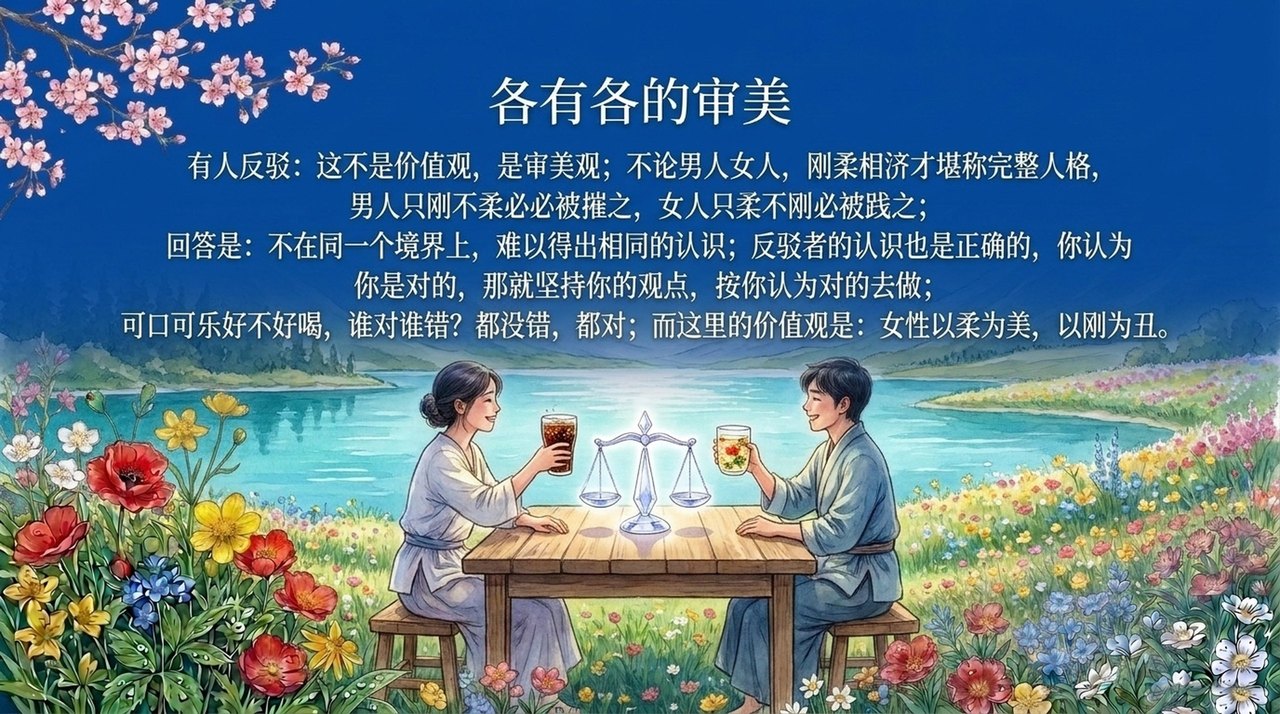 各有各的审美
有人反驳：这不是价值观，是审美观；不论男人女人，刚柔相济才堪称完整人格，
男人只刚不柔必必被摧之，女人只柔不刚必被践之；
回答是：不在同一个境界上，难以得出相同的认识；反驳者的认识也是正确的，你认为
你是对的，那就坚持你的观点，按你认为对的去做；
可口可乐好不好喝，谁对谁错？都没错，都对；而这里的价值观是：女性以柔为美，以刚为丑。